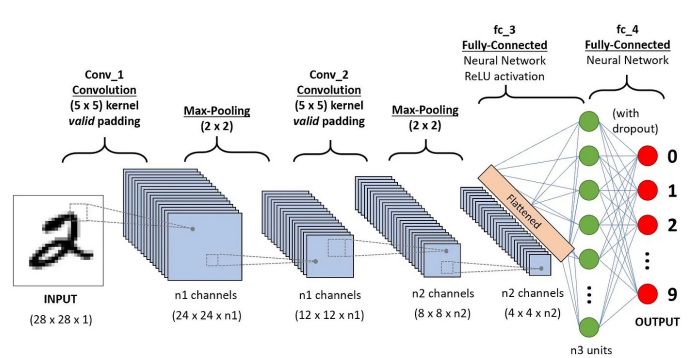 fc_3
Fully-Connected
Neural Network
ReLU activation
fc_4
Fully-Connected
Neural Network
Conv_1
Convolution
(5 x 5) kernel
valid padding
Max-Pooling
(2 x 2)
Conv_2
Convolution
(5 x 5) kernel
valid padding
Max-Pooling
(2 x 2)
(with
dropout)
Flattened
0
1
2
9
INPUT
(28 x 28 x 1)
n1 channels
(24 x 24 x n1)
n1 channels
(12 x 12 x n1)
n2 channels
(8 x 8 x n2)
n2 channels
(4 x 4 x n2)
OUTPUT
n3 units